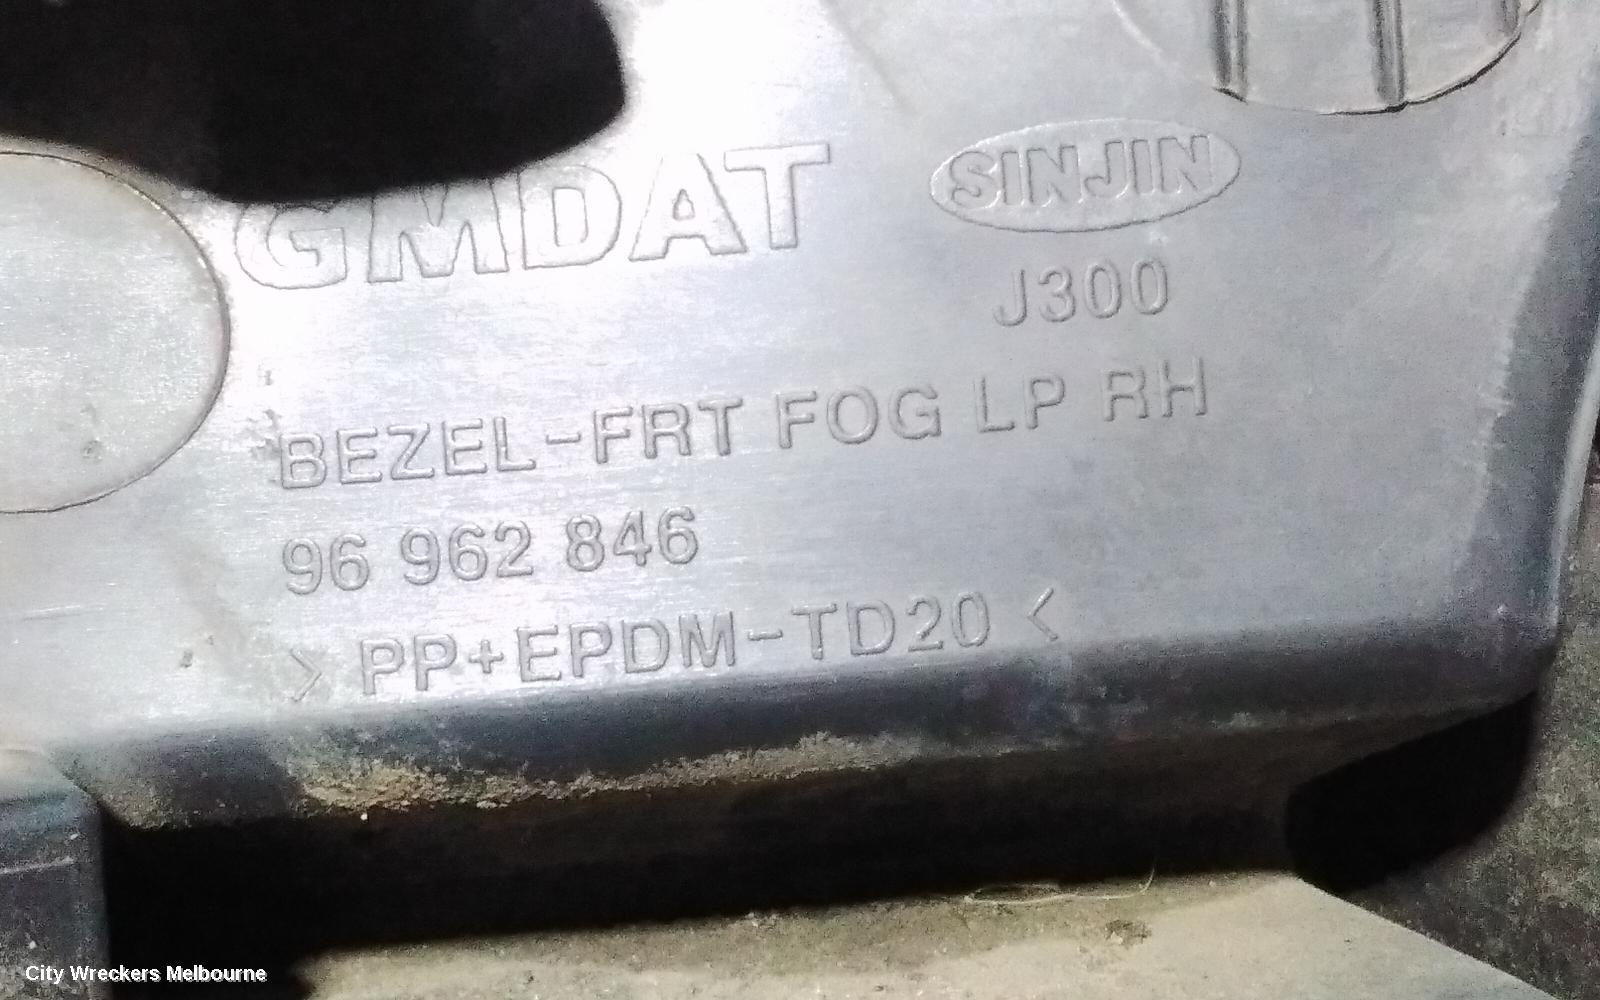 GMDAT
SINJIN
J300
BEZEL-FRT FOG LP RH
96 962 846
> PP+EPDM-TD20 <
City Wreckers Melbourne